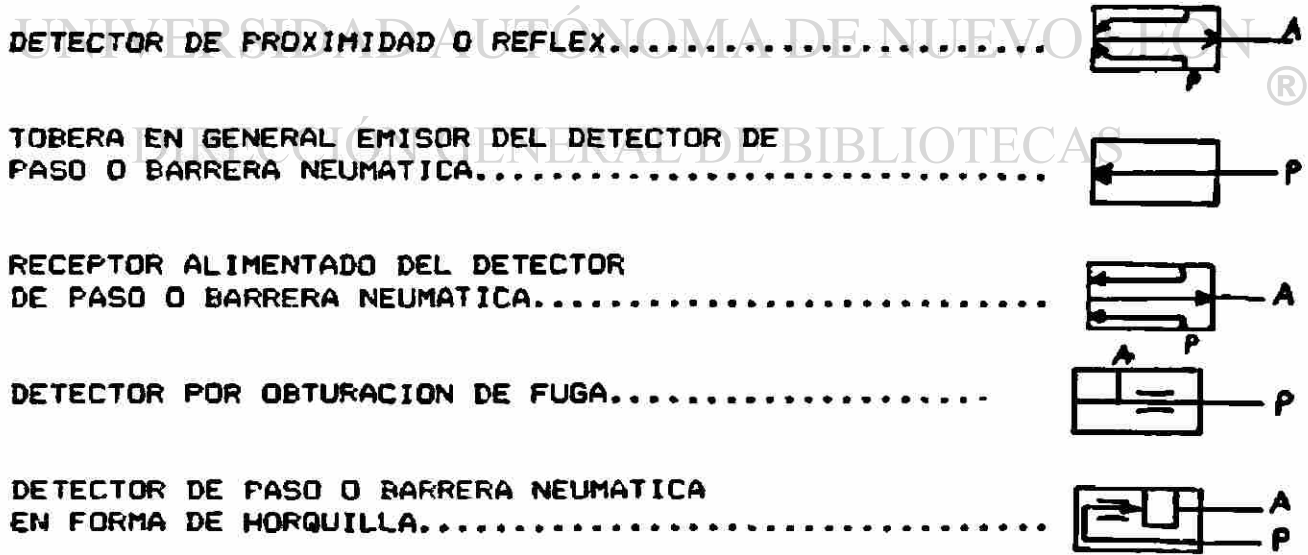 UNIVERSIDAD AUTÓNOMA DE NUEVO LEÓN
®
DIRECCIÓN GENERAL DE BIBLIOTECAS
DETECTOR DE PROXIMIDAD O REFLEX........................ A
P
TOBERA EN GENERAL EMISOR DEL DETECTOR DE
PASO O BARRERA NEUMATICA............................... P
RECEPTOR ALIMENTADO DEL DETECTOR
DE PASO O BARRERA NEUMATICA............................ A
P
A
DETECTOR POR OBTURACION DE FUGA..................... P
DETECTOR DE PASO O BARRERA NEUMATICA
EN FORMA DE HORQUILLA.................................. A
P